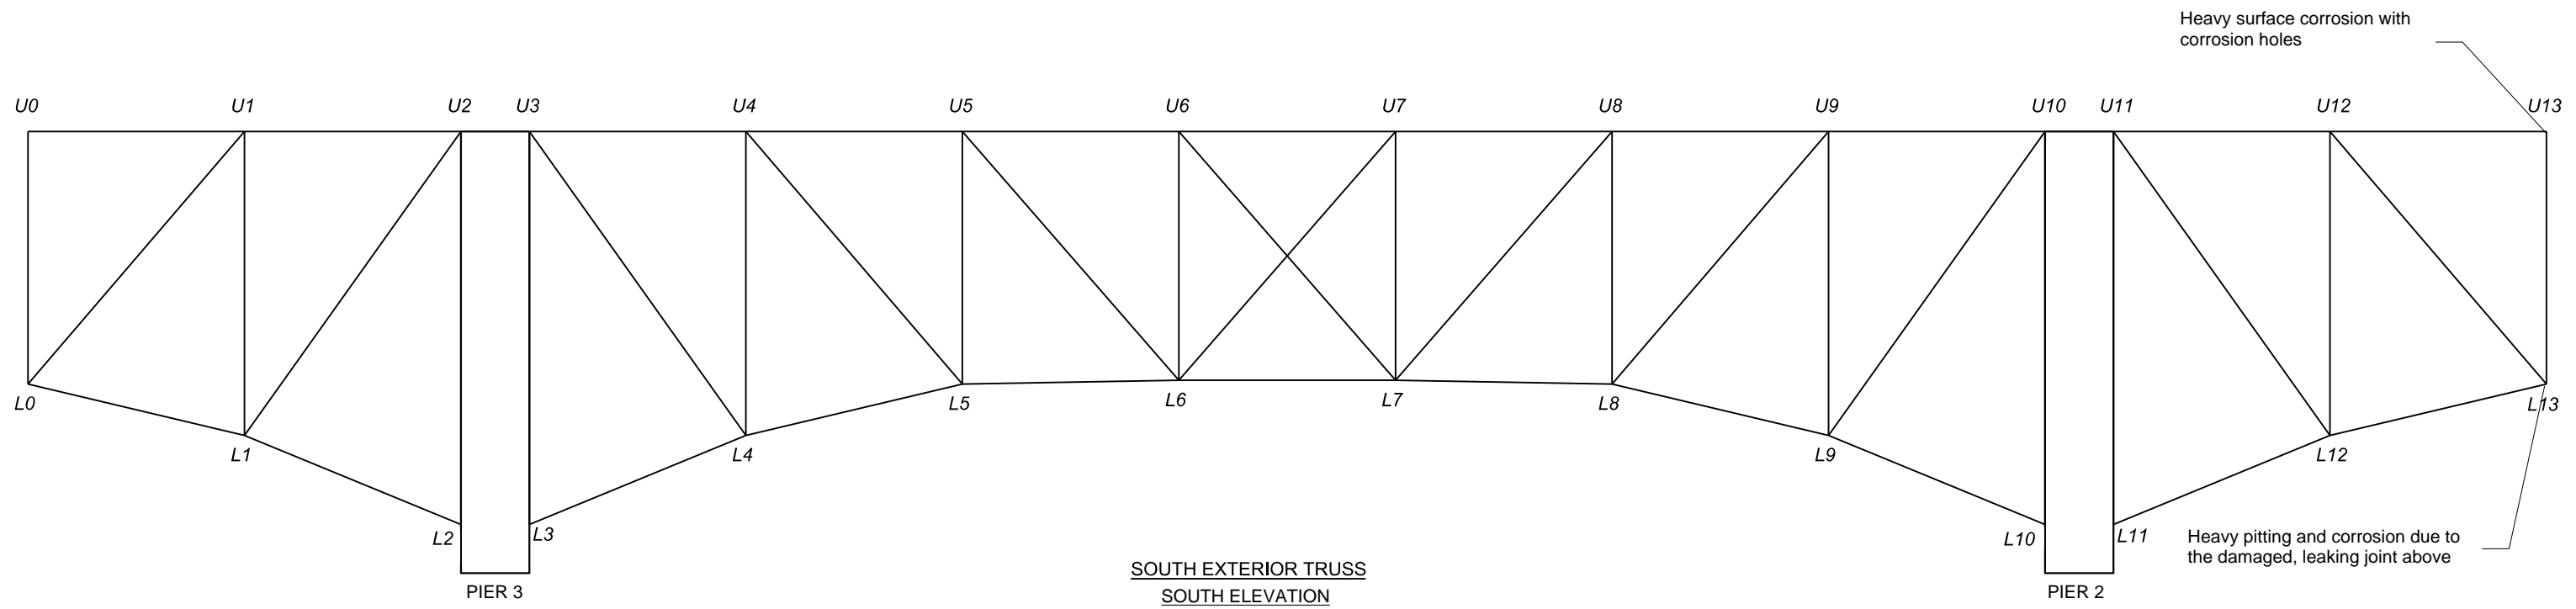 Heavy surface corrosion with
corrosion holes
U0 U1 U2 U3 U4 U5 U6 U7 U8 U9 U10 U11 U12 U13
L0 L5 L6 L7 L8 L13
L1 L4 L9 L12
L2 L3 L10 L11
Heavy pitting and corrosion due to
the damaged, leaking joint above
SOUTH EXTERIOR TRUSS
SOUTH ELEVATION
PIER 3 PIER 2